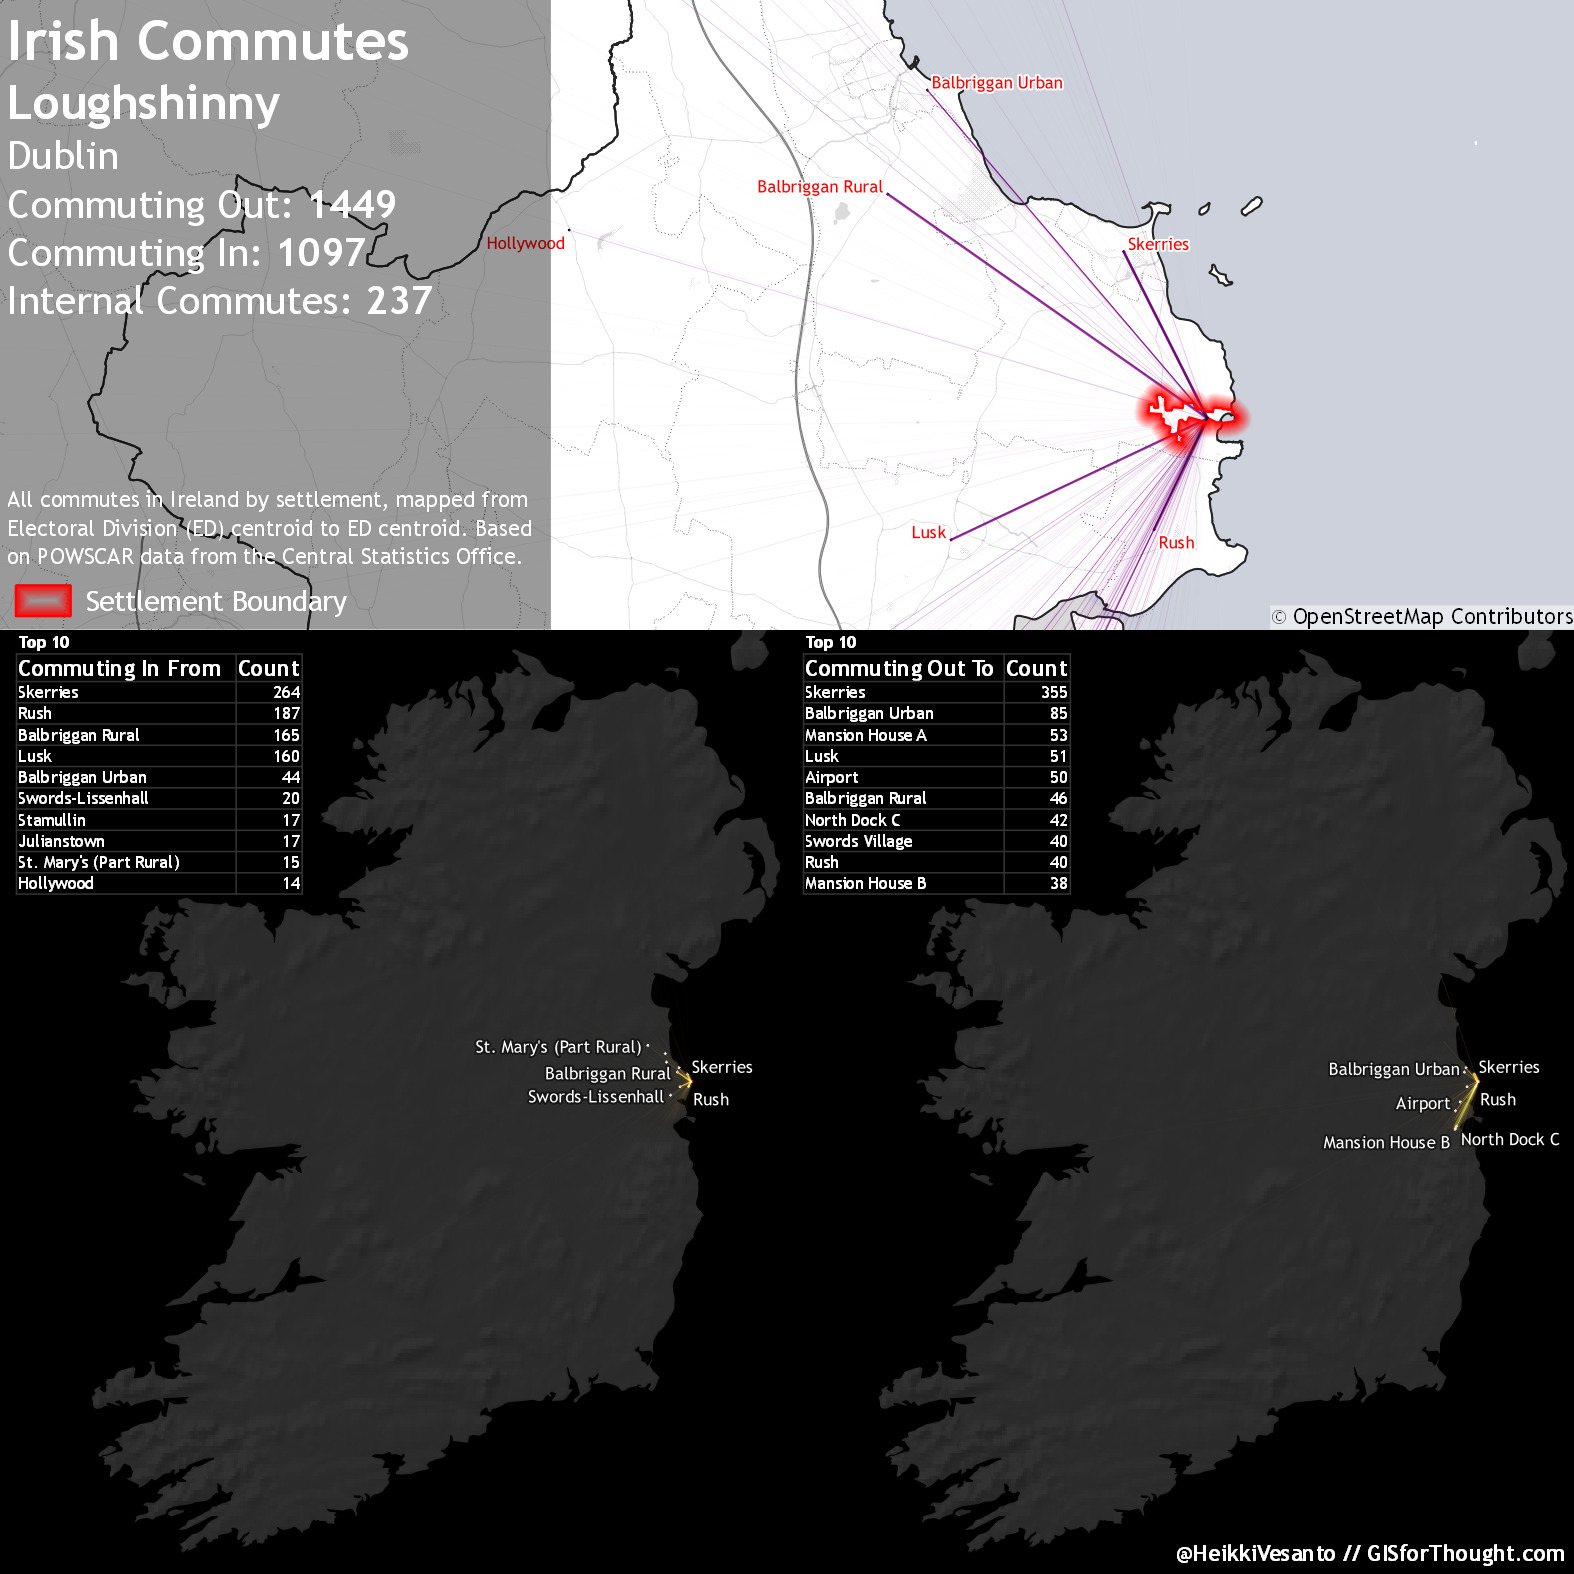 Irish Commutes
Loughshinny
Dublin
Commuting Out: 1449
Commuting In: 1097
Internal Commutes: 237
All commutes in Ireland by settlement, mapped from
Electoral Division (ED) centroid to ED centroid. Based
on POWSCAR data from the Central Statistics Office.
Settlement Boundary
Balbriggan Urban
Balbriggan Rural
Hollywood
Skerries
Lusk
Rush
© OpenStreetMap Contributors
Top 10
Commuting In From Count
Skerries 264
Rush 187
Balbriggan Rural 165
Lusk 160
Balbriggan Urban 44
Swords-Lissenhall 20
Stamullin 17
Julianstown 17
St. Mary's (Part Rural) 15
Hollywood 14
St. Mary's (Part Rural)
Skerries
Balbriggan Rural
Swords-Lissenhall
Rush
Top 10
Commuting Out To Count
Skerries 355
Balbriggan Urban 85
Mansion House A 53
Lusk 51
Airport 50
Balbriggan Rural 46
North Dock C 42
Swords Village 40
Rush 40
Mansion House B 38
Skerries
Balbriggan Urban
Rush
Airport
North Dock C
Mansion House B
@HeikkiVesanto // GISforThought.com